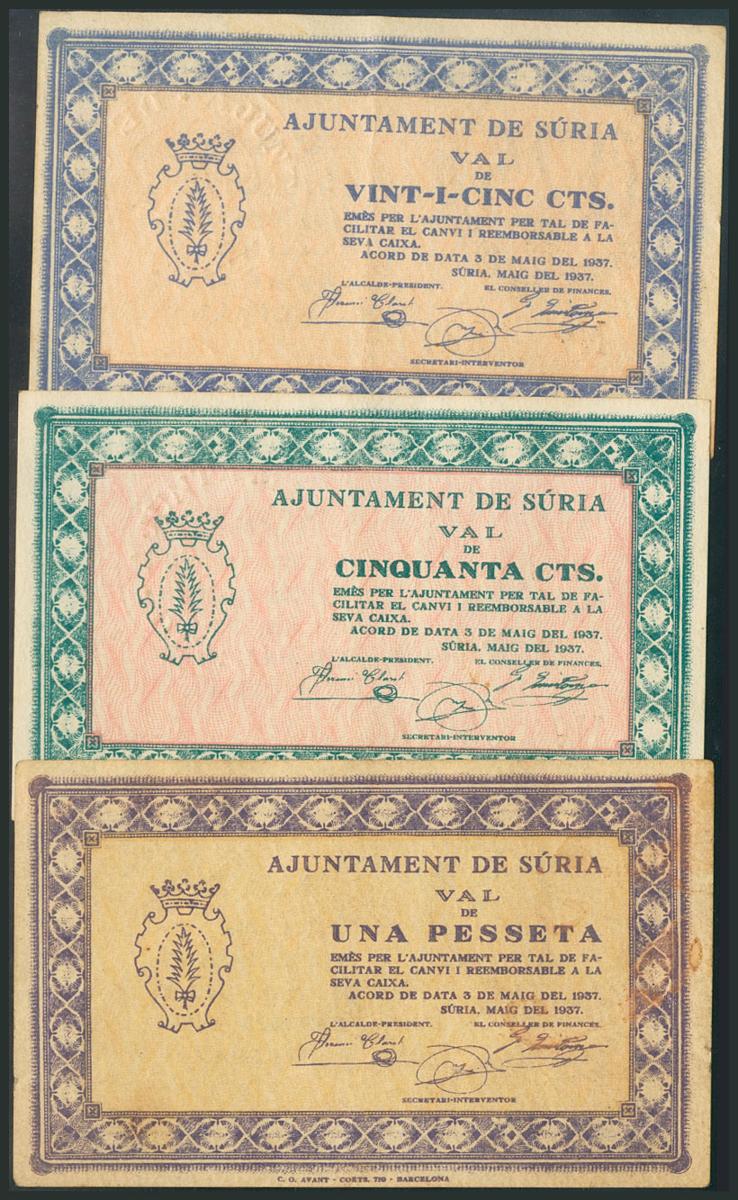 AJUNTAMENT DE SÚRIA
VAL
DE
VINT-I-CINC CTS.
EMÈS PER L'AJUNTAMENT PER TAL DE FA-
CILITAR EL CANVI I REEMBORSABLE A LA
SEVA CAIXA.
ACORD DE DATA 3 DE MAIG DEL 1937.
SÚRIA, MAIG DEL 1937.
L'ALCALDE-PRESIDENT. EL CONSELLER DE FINANCES.
SECRETARI-INTERVENTOR
AJUNTAMENT DE SÚRIA
VAL
DE
CINQUANTA CTS.
EMÈS PER L'AJUNTAMENT PER TAL DE FA-
CILITAR EL CANVI I REEMBORSABLE A LA
SEVA CAIXA.
ACORD DE DATA 3 DE MAIG DEL 1937.
SÚRIA, MAIG DEL 1937.
L'ALCALDE-PRESIDENT. EL CONSELLER DE FINANCES.
SECRETARI-INTERVENTOR
AJUNTAMENT DE SÚRIA
VAL
DE
UNA PESSETA
EMÈS PER L'AJUNTAMENT PER TAL DE FA-
CILITAR EL CANVI I REEMBORSABLE A LA
SEVA CAIXA.
ACORD DE DATA 3 DE MAIG DEL 1937.
SÚRIA, MAIG DEL 1937.
L'ALCALDE-PRESIDENT. EL CONSELLER DE FINANCES.
SECRETARI-INTERVENTOR
C. O. AVANT - CORTS, 719 - BARCELONA